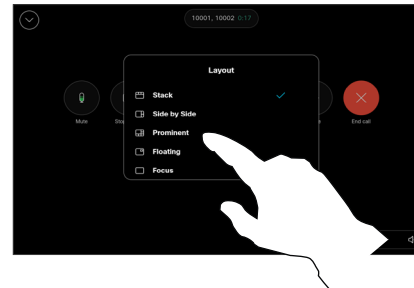 10001, 10002 0:17
Layout
Stack
Side by Side
Prominent
Floating
Focus
Mute
End call